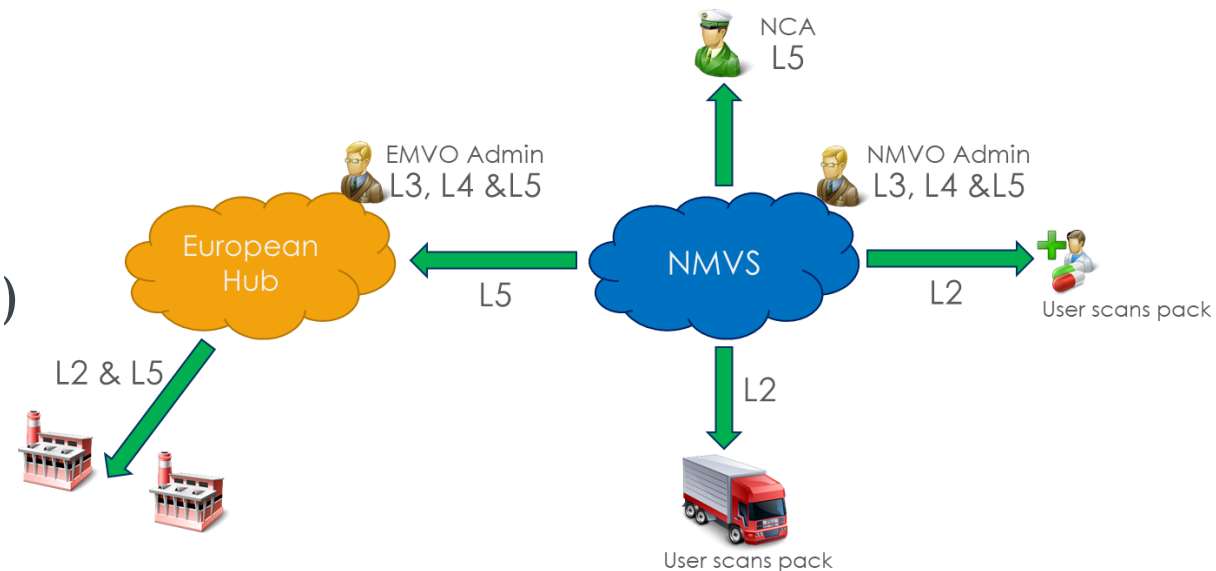 NCA
L5
EMVO Admin
L3, L4 &L5
NMVO Admin
L3, L4 &L5
European
Hub
NMVS
L5
L2
User scans pack
)
L2 & L5
L2
User scans pack